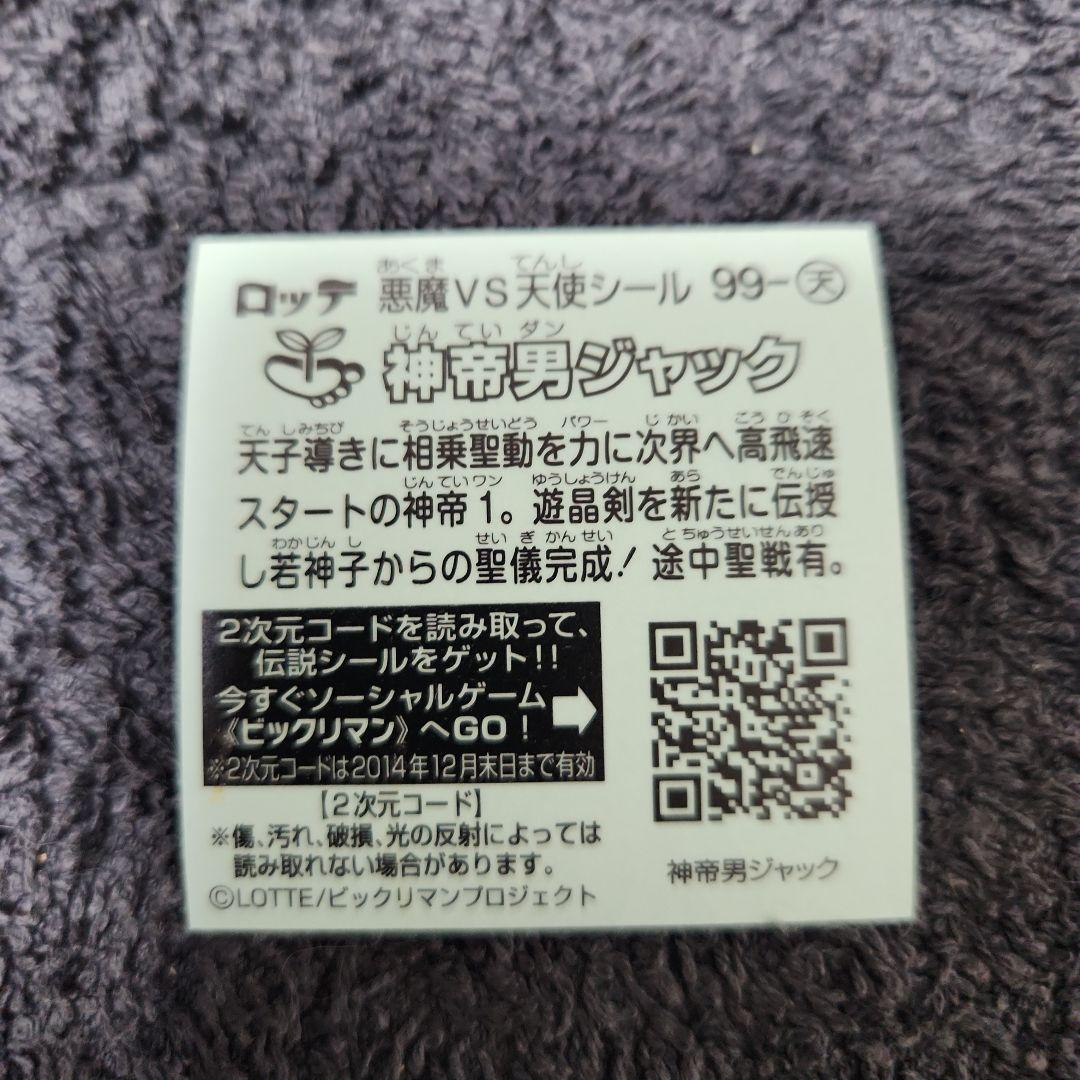 ロッテ 悪魔VS天使シール 99-天
あくま てんし
神帝男ジャック
じん てい ダン
天子導きに相乗聖動を力に次界へ高飛速
てん しみちび そうじょうせいどう パワー じ かい こう ひ そく
スタートの神帝1。遊晶剣を新たに伝授
じんてい ワン ゆうしょうけん あら でんじゅ
し若神子からの聖儀完成! 途中聖戦有。
わかじん し せい ぎ かん せい とちゅうせいせんあり
2次元コードを読み取って、
伝説シールをゲット!!
今すぐソーシャルゲーム
《ビックリマン》へGO!
※2次元コードは2014年12月末日まで有効
【2次元コード】
※傷、汚れ、破損、光の反射によっては
読み取れない場合があります。
©LOTTE/ビックリマンプロジェクト
神帝男ジャック